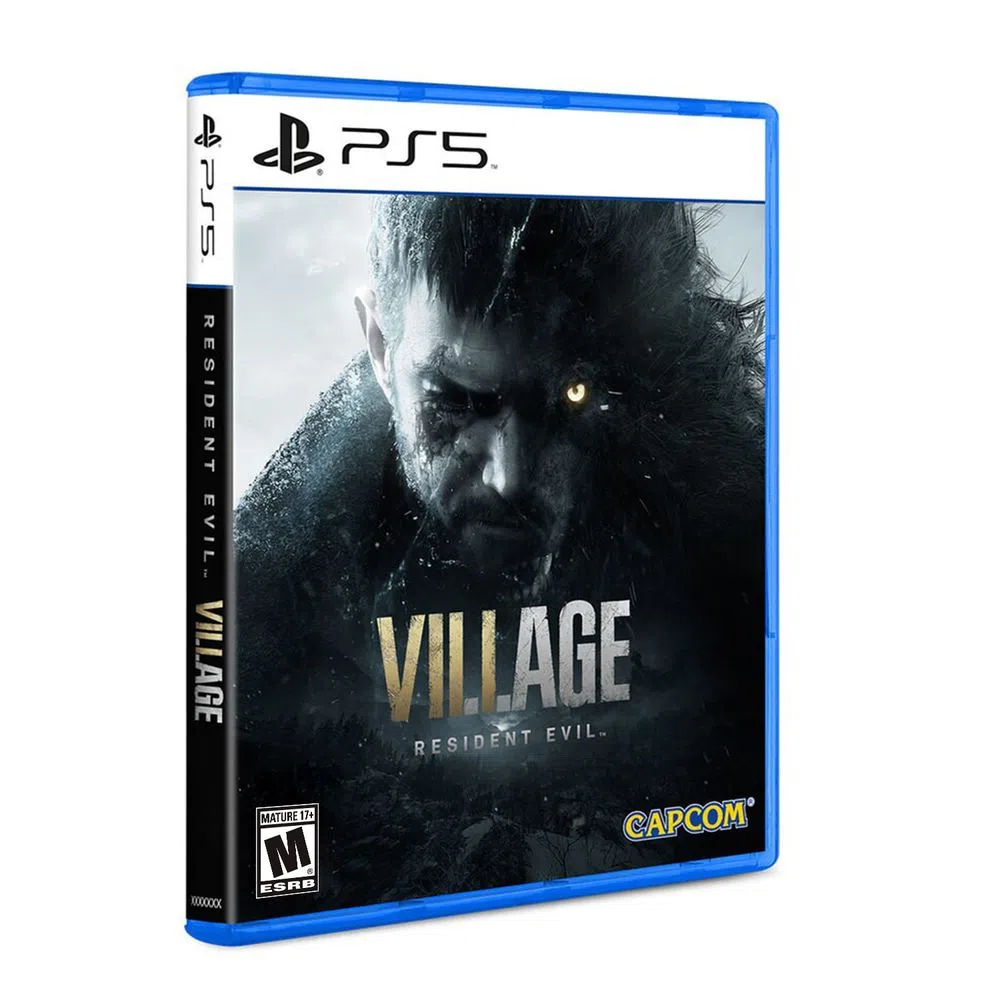 PS5
PS5
RESIDENT EVIL™
VILLAGE
XXXXXXX
VILLAGE
RESIDENT EVIL™
MATURE 17+
M
ESRB
CAPCOM®